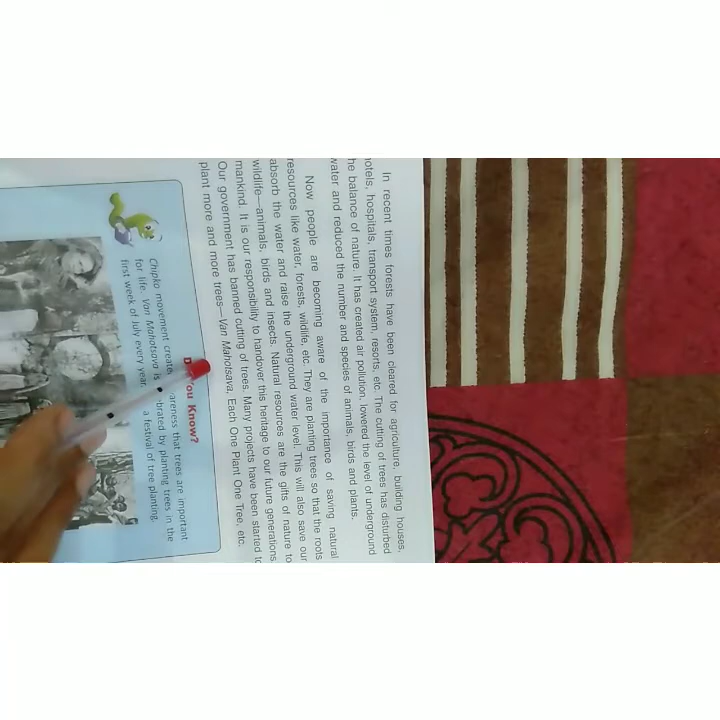 In recent times forests have been cleared for agriculture, building houses,
hotels, hospitals, transport system, resorts, etc. The cutting of trees has disturbed
the balance of nature. It has created air pollution, lowered the level of underground
water and reduced the number and species of animals, birds and plants.
Now people are becoming aware of the importance of saving natural
resources like water, forests, wildlife, etc. They are planting trees so that the roots
absorb the water and raise the underground water level. This will also save our
wildlife—animals, birds and insects. Natural resources are the gifts of nature to
mankind. It is our responsibility to handover this heritage to our future generations
Our government has banned cutting of trees. Many projects have been started to
plant more and more trees—Van Mahotsava, Each One Plant One Tree, etc.
You Know?
Chipko movement trees are important
for life. Van Mahotsava is by planting trees in the
first week of July every year, a festival of tree planting.